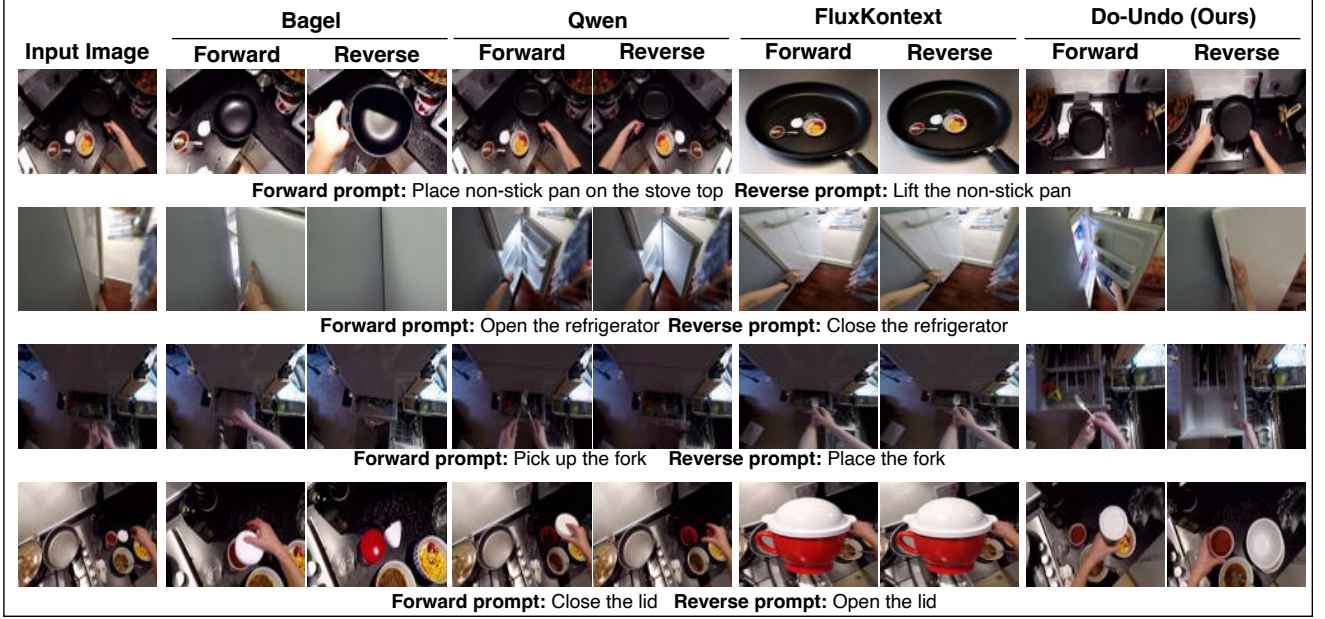 Bagel Qwen FluxKontext Do-Undo (Ours)
Input Image Forward Reverse Forward Reverse Forward Reverse Forward Reverse
Forward prompt: Place non-stick pan on the stove top Reverse prompt: Lift the non-stick pan
Forward prompt: Open the refrigerator Reverse prompt: Close the refrigerator
Forward prompt: Pick up the fork Reverse prompt: Place the fork
Forward prompt: Close the lid Reverse prompt: Open the lid